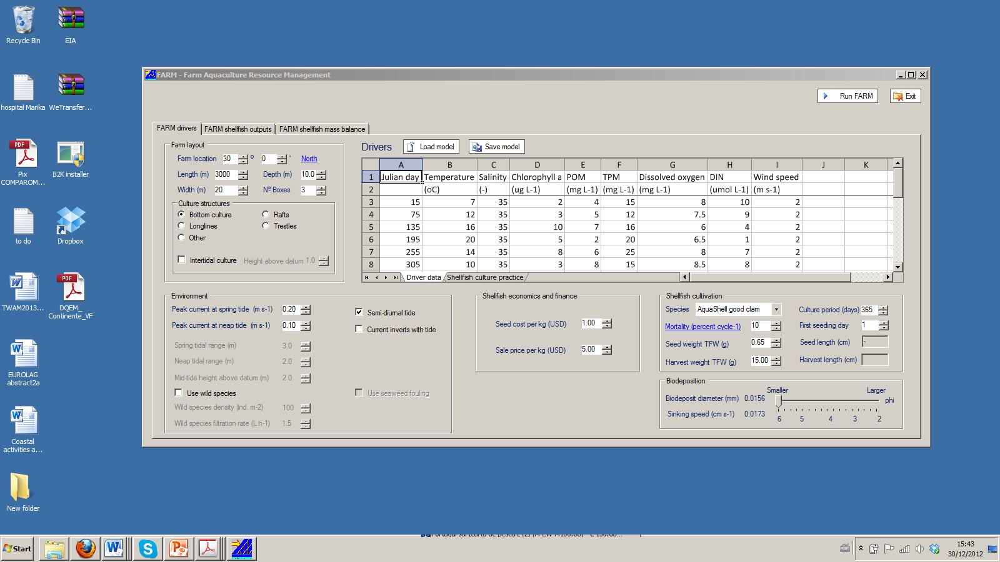 Recycle Bin
EIA
hospital Marika
WeTransfer...
Pix
COMPAROM...
B2K installer
to do
Dropbox
TWAM2013...
DQEM_
Continente_VF
EUROLAG
abstract2a
Coastal
activities a...
New folder
FARM - Farm Aquaculture Resource Management
Run FARM
Exit
FARM drivers
FARM shellfish outputs
FARM shellfish mass balance
Farm layout
Farm location 30 o 0 ' North
Length (m) 3000 Depth (m) 10.0
Width (m) 20 Nº Boxes 3
Culture structures
Bottom culture Rafts
Longlines Trestles
Other
Intertidal culture Height above datum 1.0
Drivers Load model Save model
A B C D E F G H I J K
1 Julian day Temperature Salinity Chlorophyll a POM TPM Dissolved oxygen DIN Wind speed
2 (oC) (-) (ug L-1) (mg L-1) (mg L-1) (mg L-1) (umol L-1) (m s-1)
3 15 7 35 2 4 15 8 10 2
4 75 12 35 3 5 12 7.5 9 2
5 135 16 35 10 7 16 6 4 2
6 195 20 35 5 2 20 6.5 1 2
7 255 14 35 8 6 25 8 7 2
8 305 10 35 3 8 15 8.5 8 2
Driver data Shellfish culture practice
Environment
Peak current at spring tide (m s-1) 0.20
Semi-diurnal tide
Peak current at neap tide (m s-1) 0.10
Current inverts with tide
Spring tidal range (m) 3.0
Neap tidal range (m) 2.0
Mid-tide height above datum (m) 2.0
Use wild species
Use seaweed fouling
Wild species density (ind. m-2) 100
Wild species filtration rate (L h-1) 1.5
Shellfish economics and finance
Seed cost per kg (USD) 1.00
Sale price per kg (USD) 5.00
Shellfish cultivation
Species AquaShell good clam Culture period (days) 365
Mortality (percent cycle-1) 10 First seeding day 1
Seed weight TFW (g) 0.65 Seed length (cm) -
Harvest weight TFW (g) 15.00 Harvest length (cm)
Biodeposition
Smaller Larger
Biodeposit diameter (mm) 0.0156 phi
Sinking speed (cm s-1) 0.0173
6 5 4 3 2
Start
15:43
30/12/2012